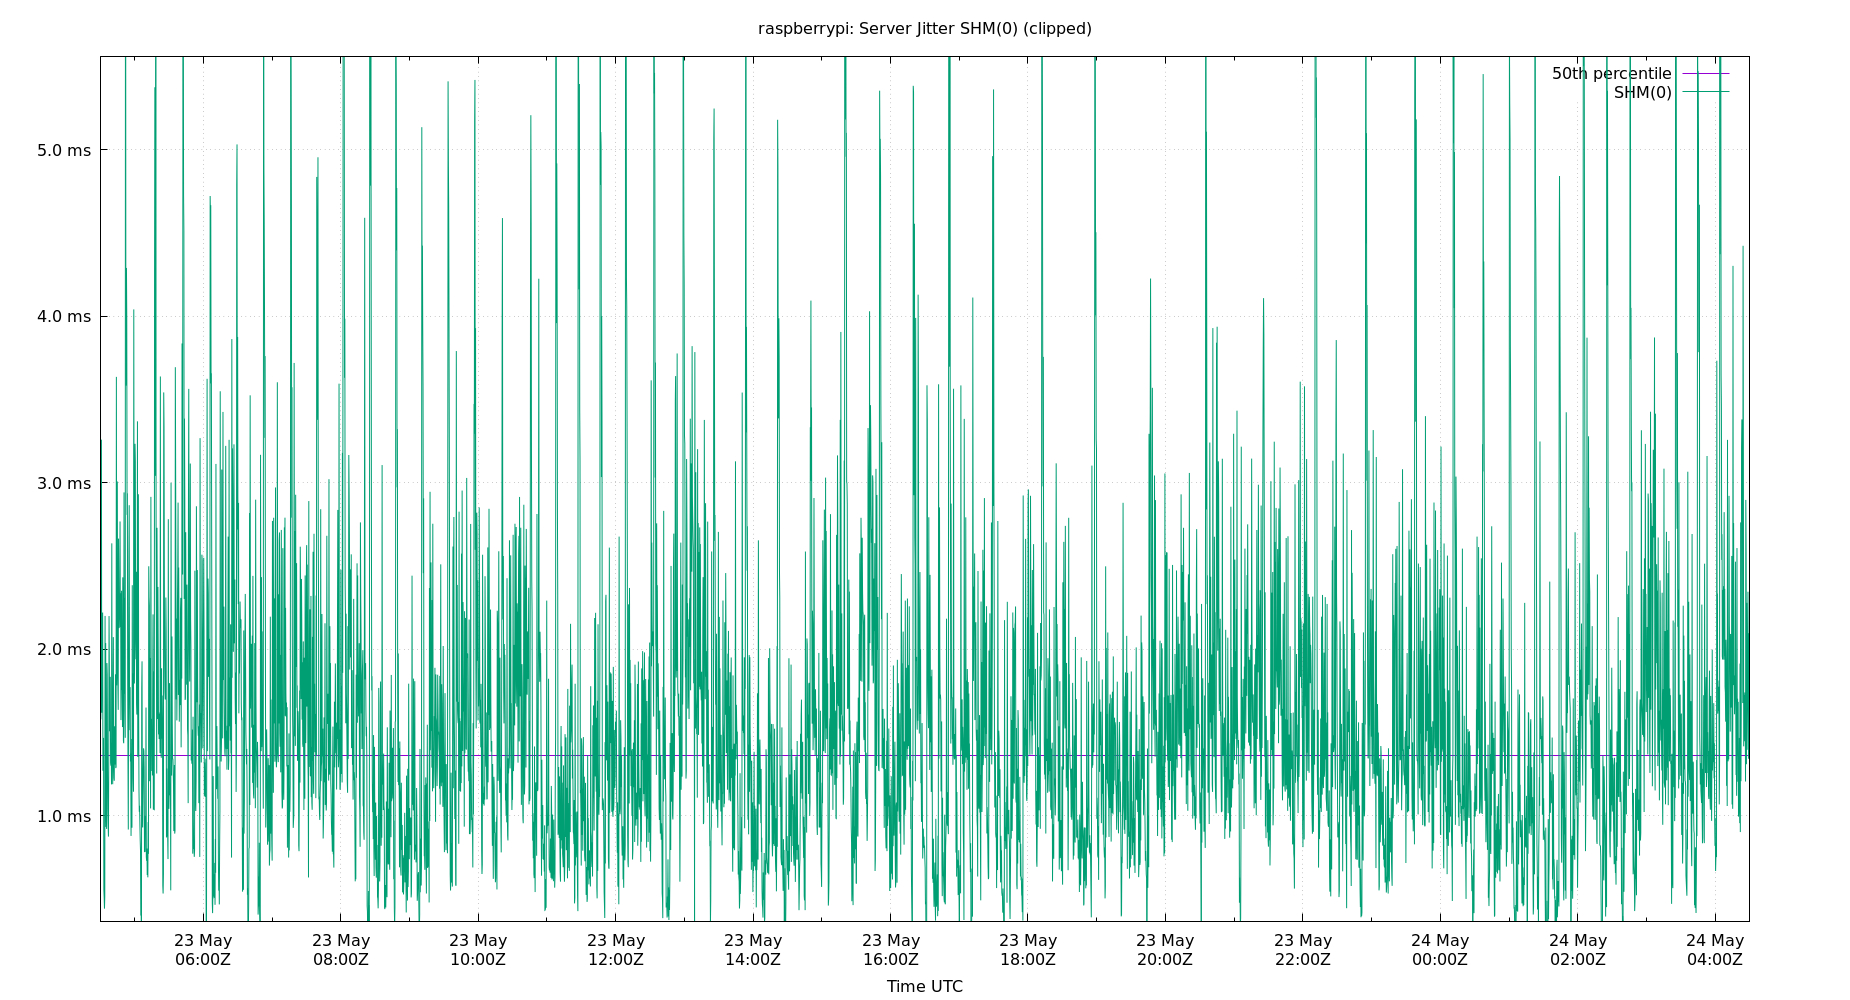 raspberrypi: Server Jitter SHM(0) (clipped)
50th percentile
SHM(0)
5.0 ms
4.0 ms
3.0 ms
2.0 ms
1.0 ms
23 May 23 May 23 May 23 May 23 May 23 May 23 May 23 May 23 May 24 May 24 May 24 May
06:00Z 08:00Z 10:00Z 12:00Z 14:00Z 16:00Z 18:00Z 20:00Z 22:00Z 00:00Z 02:00Z 04:00Z
Time UTC